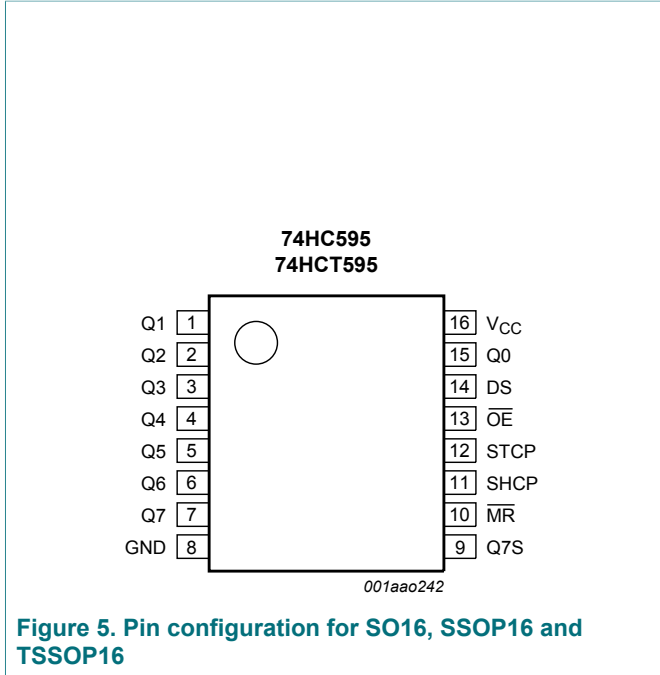 74HC595
74HCT595
Q1 1 16 VCC
Q2 2 15 Q0
Q3 3 14 DS
Q4 4 13 O̅E̅
Q5 5 12 STCP
Q6 6 11 SHCP
Q7 7 10 M̅R̅
GND 8 9 Q7S
001aao242
Figure 5. Pin configuration for SO16, SSOP16 and
TSSOP16